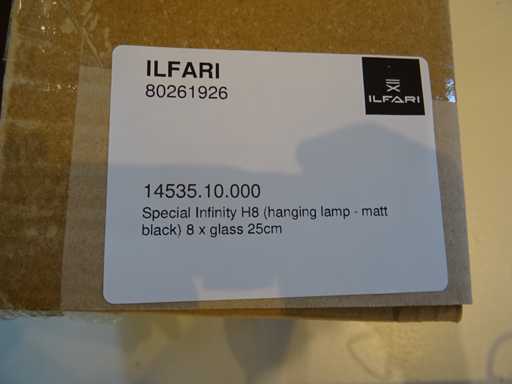 ILFARI
80261926
ILFARI
14535.10.000
Special Infinity H8 (hanging lamp - matt
black) 8 x glass 25cm